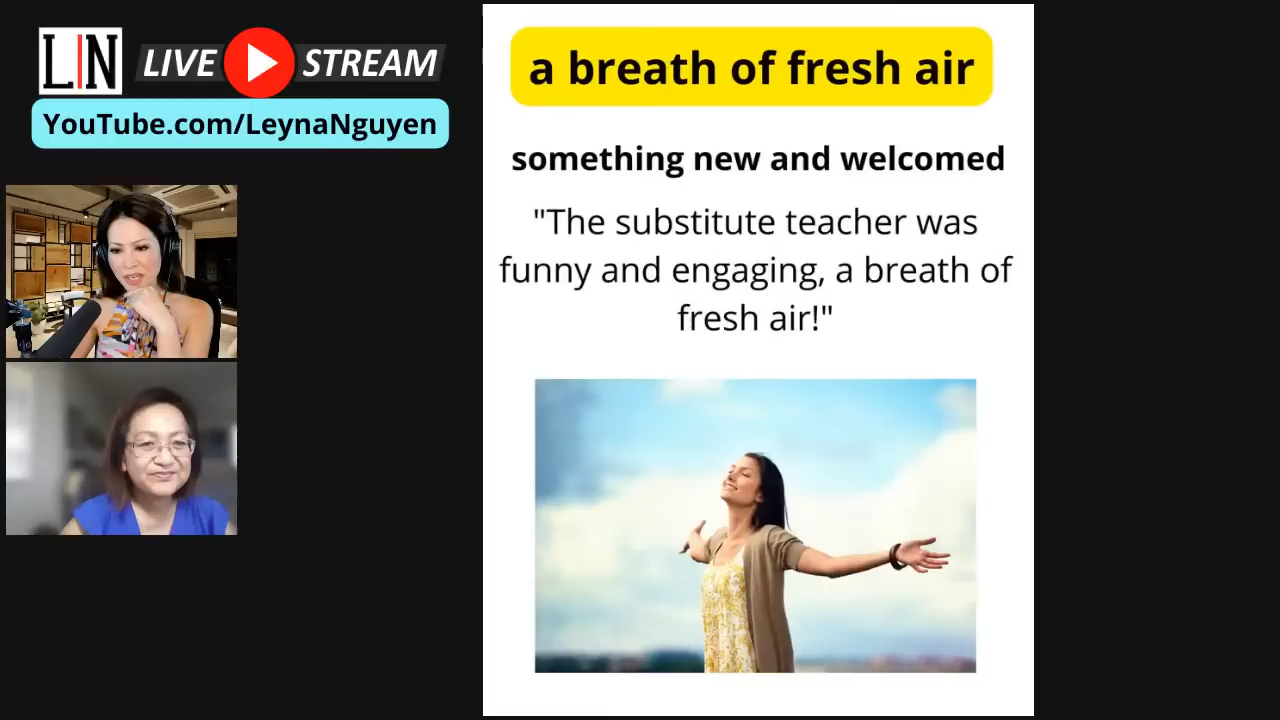 LIN LIVE STREAM
YouTube.com/LeynaNguyen
a breath of fresh air
something new and welcomed
"The substitute teacher was
funny and engaging, a breath of
fresh air!"